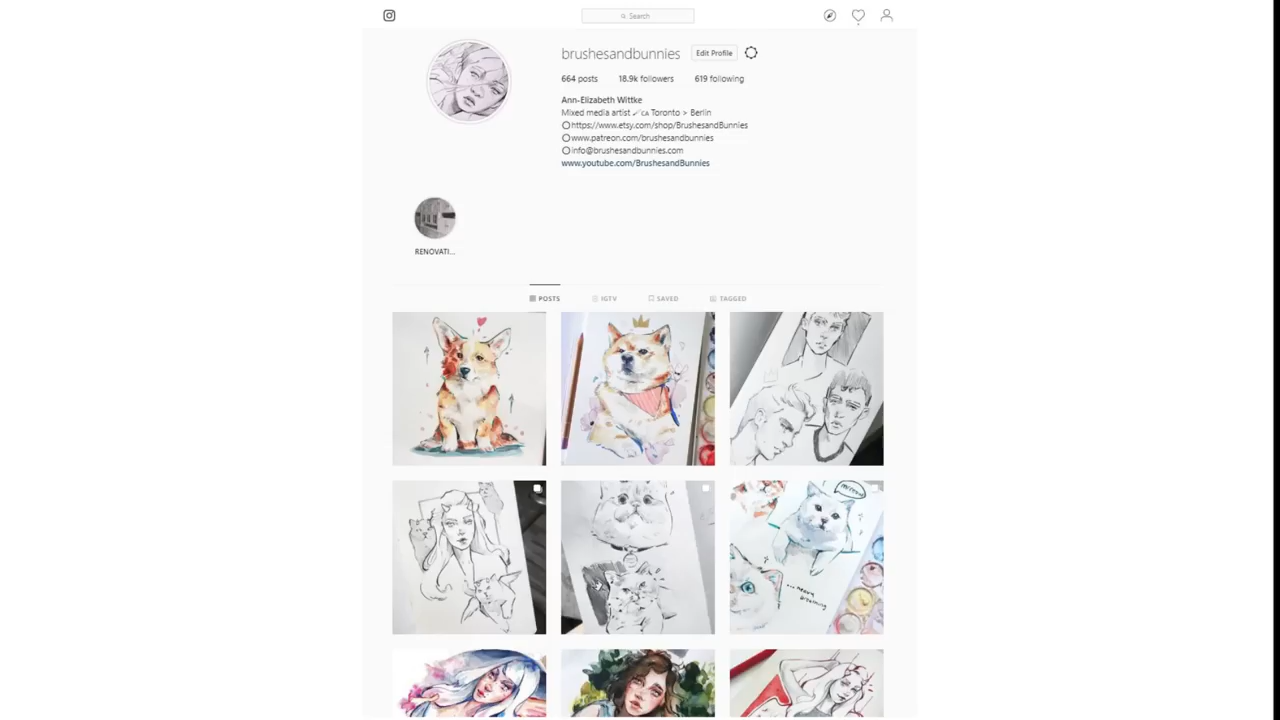 Search
brushesandbunnies Edit Profile
664 posts 18.9k followers 619 following
Ann-Elizabeth Wittke
Mixed media artist 🖌CA Toronto > Berlin
https://www.etsy.com/shop/BrushesandBunnies
www.patreon.com/brushesandbunnies
info@brushesandbunnies.com
www.youtube.com/BrushesandBunnies
RENOVATI...
POSTS IGTV SAVED TAGGED